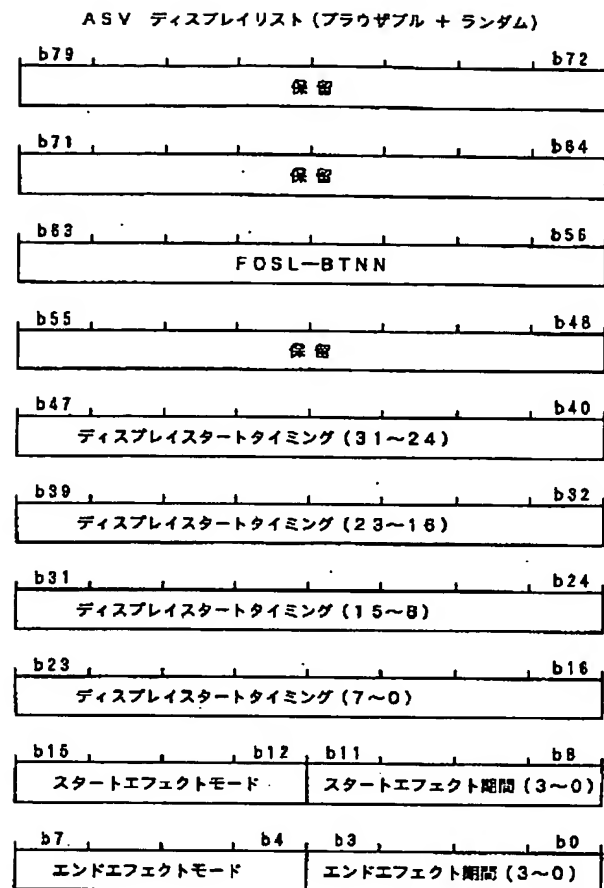 ASV ディスプレイリスト(ブラウザブル + ランダム)
b79 b72
保留
b71 b64
保留
b63 b56
FOSL—BTNN
b55 b48
保留
b47 b40
ディスプレイスタートタイミング(31～24)
b39 b32
ディスプレイスタートタイミング(23～16)
b31 b24
ディスプレイスタートタイミング(15～8)
b23 b16
ディスプレイスタートタイミング(7～0)
b15 b12 b11 b8
スタートエフェクトモード スタートエフェクト期間(3～0)
b7 b4 b3 b0
エンドエフェクトモード エンドエフェクト期間(3～0)